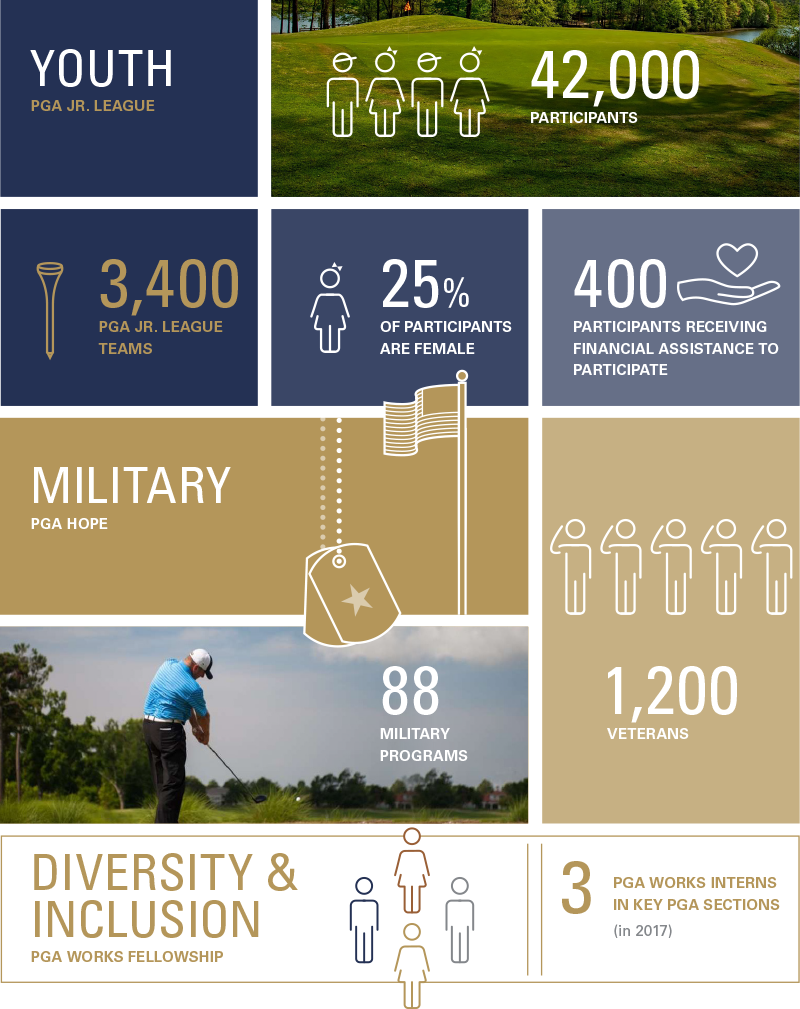 YOUTH
PGA JR. LEAGUE
42,000
PARTICIPANTS
3,400
PGA JR. LEAGUE
TEAMS
25%
OF PARTICIPANTS
ARE FEMALE
400
PARTICIPANTS RECEIVING
FINANCIAL ASSISTANCE TO
PARTICIPATE
MILITARY
PGA HOPE
88
MILITARY
PROGRAMS
1,200
VETERANS
DIVERSITY &
INCLUSION
PGA WORKS FELLOWSHIP
3
PGA WORKS INTERNS
IN KEY PGA SECTIONS
(in 2017)